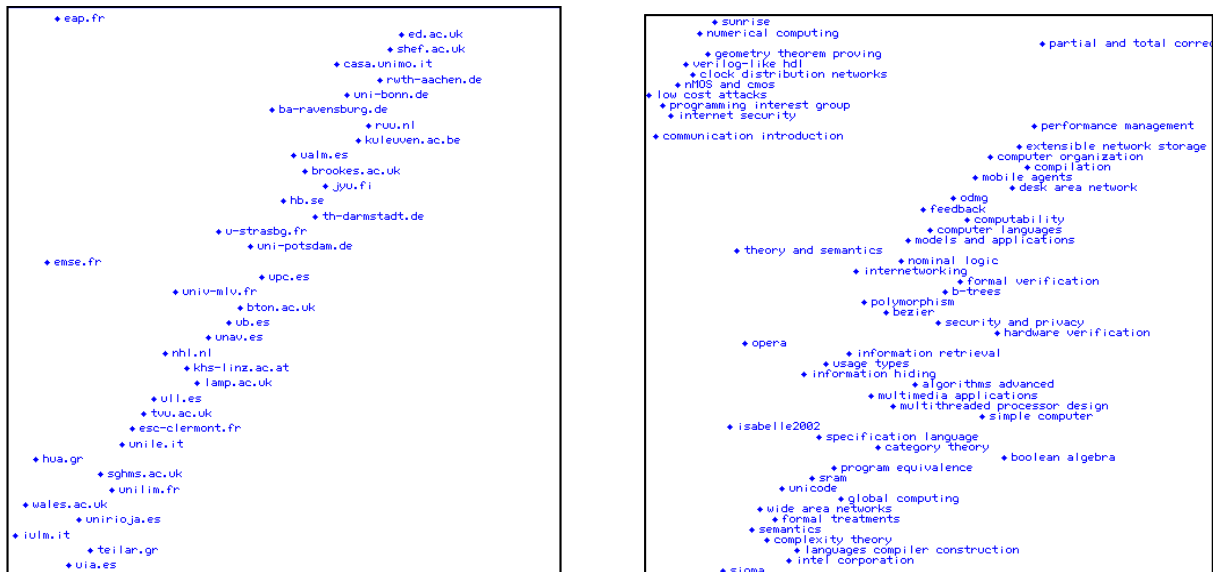 eap.fr
ed.ac.uk
shef.ac.uk
casa.unimo.it
rwth-aachen.de
uni-bonn.de
ba-ravensburg.de
ruu.nl
kuleuven.ac.be
ualm.es
brookes.ac.uk
jyu.fi
hb.se
th-darmstadt.de
u-strasbg.fr
uni-potsdam.de
emse.fr
upc.es
univ-mlv.fr
bton.ac.uk
ub.es
unav.es
nhl.nl
khs-linz.ac.at
lamp.ac.uk
ull.es
tvu.ac.uk
esc-clermont.fr
unile.it
hua.gr
sghms.ac.uk
unilim.fr
wales.ac.uk
unirioja.es
iulm.it
teilar.gr
uia.es
sunrise
numerical computing
partial and total correc
geometry theorem proving
verilog-like hdl
clock distribution networks
nMOS and cmos
low cost attacks
programming interest group
internet security
performance management
communication introduction
extensible network storage
computer organization
compilation
mobile agents
desk area network
odmg
feedback
computability
computer languages
models and applications
theory and semantics
nominal logic
internetworking
formal verification
b-trees
polymorphism
bezier
security and privacy
hardware verification
opera
information retrieval
usage types
information hiding
algorithms advanced
multimedia applications
multithreaded processor design
simple computer
isabelle2002
specification language
category theory
boolean algebra
program equivalence
sram
unicode
global computing
wide area networks
formal treatments
semantics
complexity theory
languages compiler construction
intel corporation
sigma